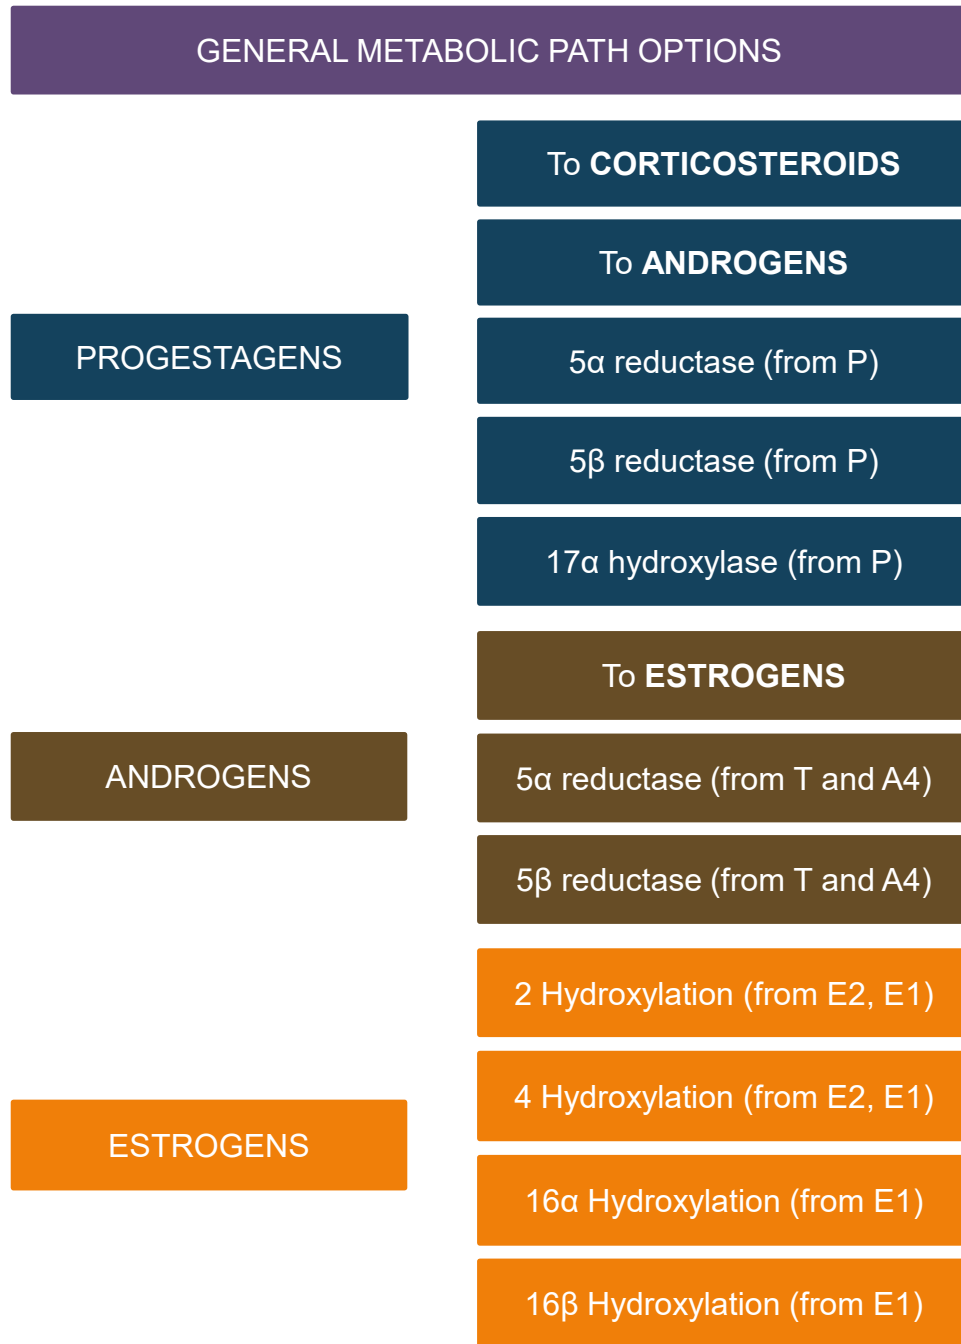 GENERAL METABOLIC PATH OPTIONS
PROGESTAGENS
To CORTICOSTEROIDS
To ANDROGENS
5α reductase (from P)
5β reductase (from P)
17α hydroxylase (from P)
ANDROGENS
To ESTROGENS
5α reductase (from T and A4)
5β reductase (from T and A4)
ESTROGENS
2 Hydroxylation (from E2, E1)
4 Hydroxylation (from E2, E1)
16α Hydroxylation (from E1)
16β Hydroxylation (from E1)